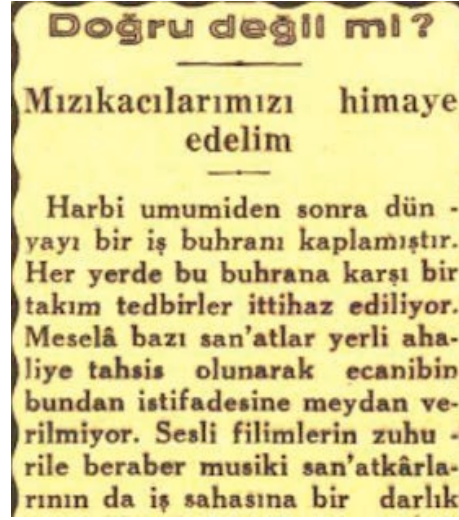 Doğru değil mi?
Mızıkacılarımızı himaye
edelim
Harbi umumiden sonra dün -
yayı bir iş buhranı kaplamıştır.
Her yerde bu buhrana karşı bir
takım tedbirler ittihaz ediliyor.
Meselâ bazı san'atlar yerli aha-
liye tahsis olunarak ecanibin
bundan istifadesine meydan ve-
rilmiyor. Sesli filimlerin zuhu -
rile beraber musiki san'atkârla-
rının da iş sahasına bir darlık